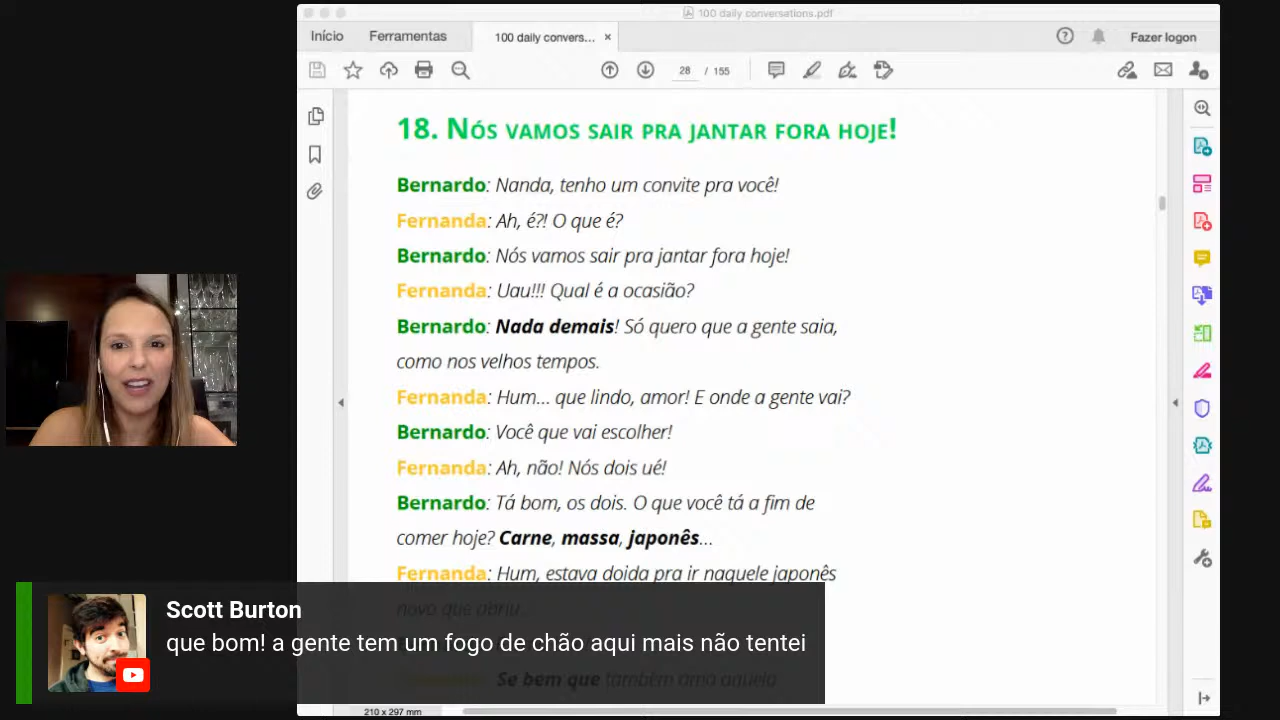 100 daily conversations.pdf
Início Ferramentas 100 daily convers... × Fazer logon
28 / 155
18. Nós vamos sair pra jantar fora hoje!
Bernardo: Nanda, tenho um convite pra você!
Fernanda: Ah, é?! O que é?
Bernardo: Nós vamos sair pra jantar fora hoje!
Fernanda: Uau!!! Qual é a ocasião?
Bernardo: Nada demais! Só quero que a gente saia,
como nos velhos tempos.
Fernanda: Hum... que lindo, amor! E onde a gente vai?
Bernardo: Você que vai escolher!
Fernanda: Ah, não! Nós dois ué!
Bernardo: Tá bom, os dois. O que você tá a fim de
comer hoje? Carne, massa, japonês...
Fernanda: Hum, estava doida pra ir naquele japonês
novo que abriu...
Scott Burton
que bom! a gente tem um fogo de chão aqui mais não tentei
Se bem que também amo aquela
210 x 297 mm